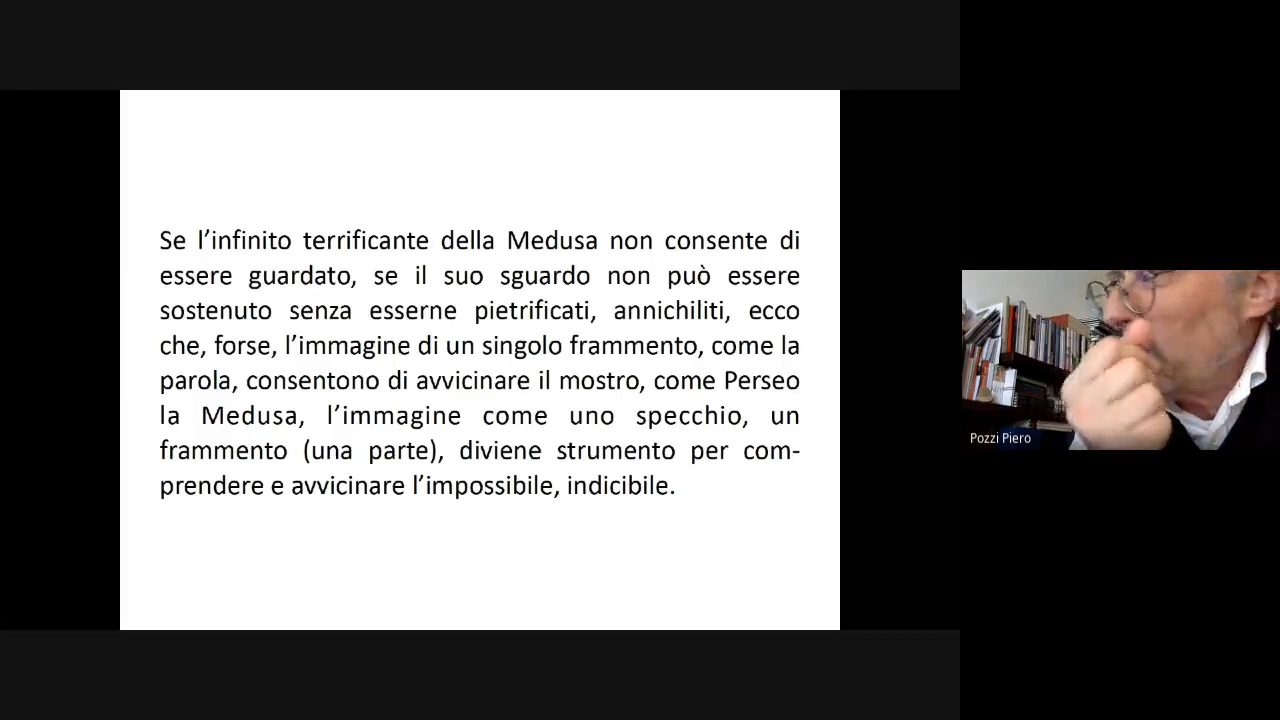 Se l’infinito terrificante della Medusa non consente di
essere guardato, se il suo sguardo non può essere
sostenuto senza esserne pietrificati, annichiliti, ecco
che, forse, l’immagine di un singolo frammento, come la
parola, consentono di avvicinare il mostro, come Perseo
la Medusa, l’immagine come uno specchio, un
frammento (una parte), diviene strumento per com-
prendere e avvicinare l’impossibile, indicibile.
Pozzi Piero